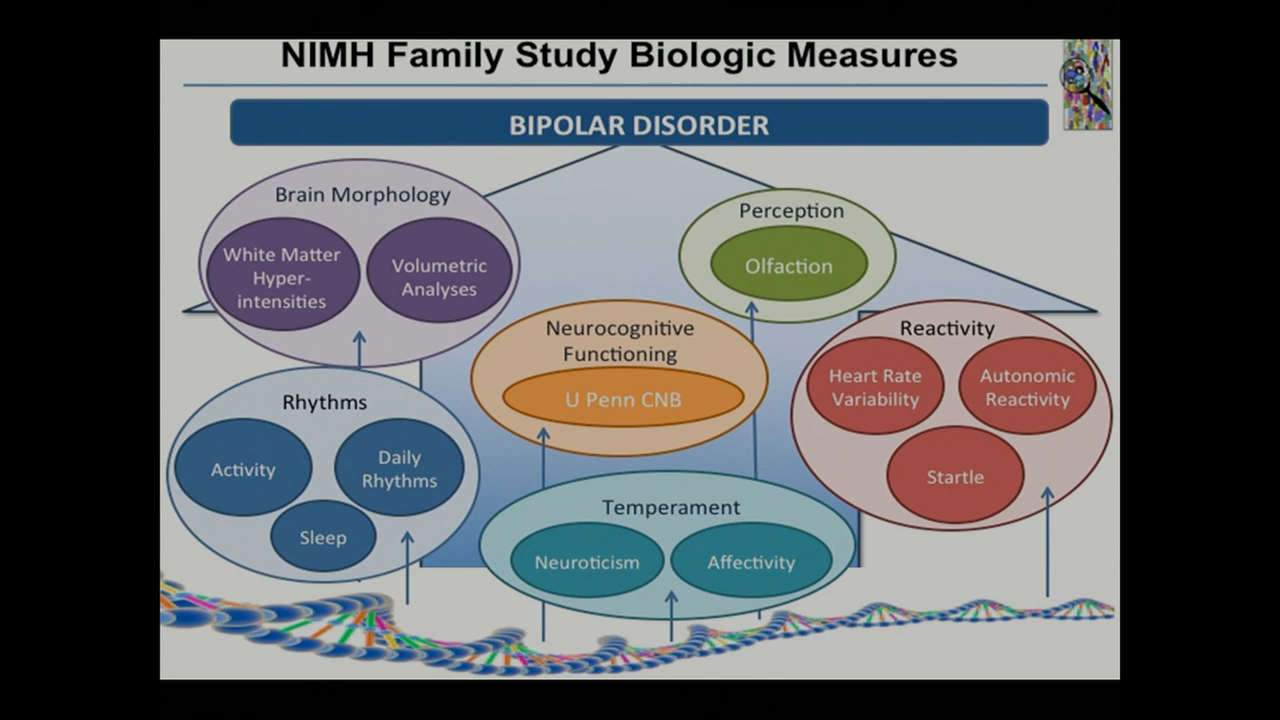 NIMH Family Study Biologic Measures
BIPOLAR DISORDER
Brain Morphology
White Matter
Hyper-
intensities
Volumetric
Analyses
Perception
Olfaction
Neurocognitive
Functioning
U Penn CNB
Reactivity
Heart Rate
Variability
Autonomic
Reactivity
Startle
Rhythms
Activity
Daily
Rhythms
Sleep
Temperament
Neuroticism
Affectivity